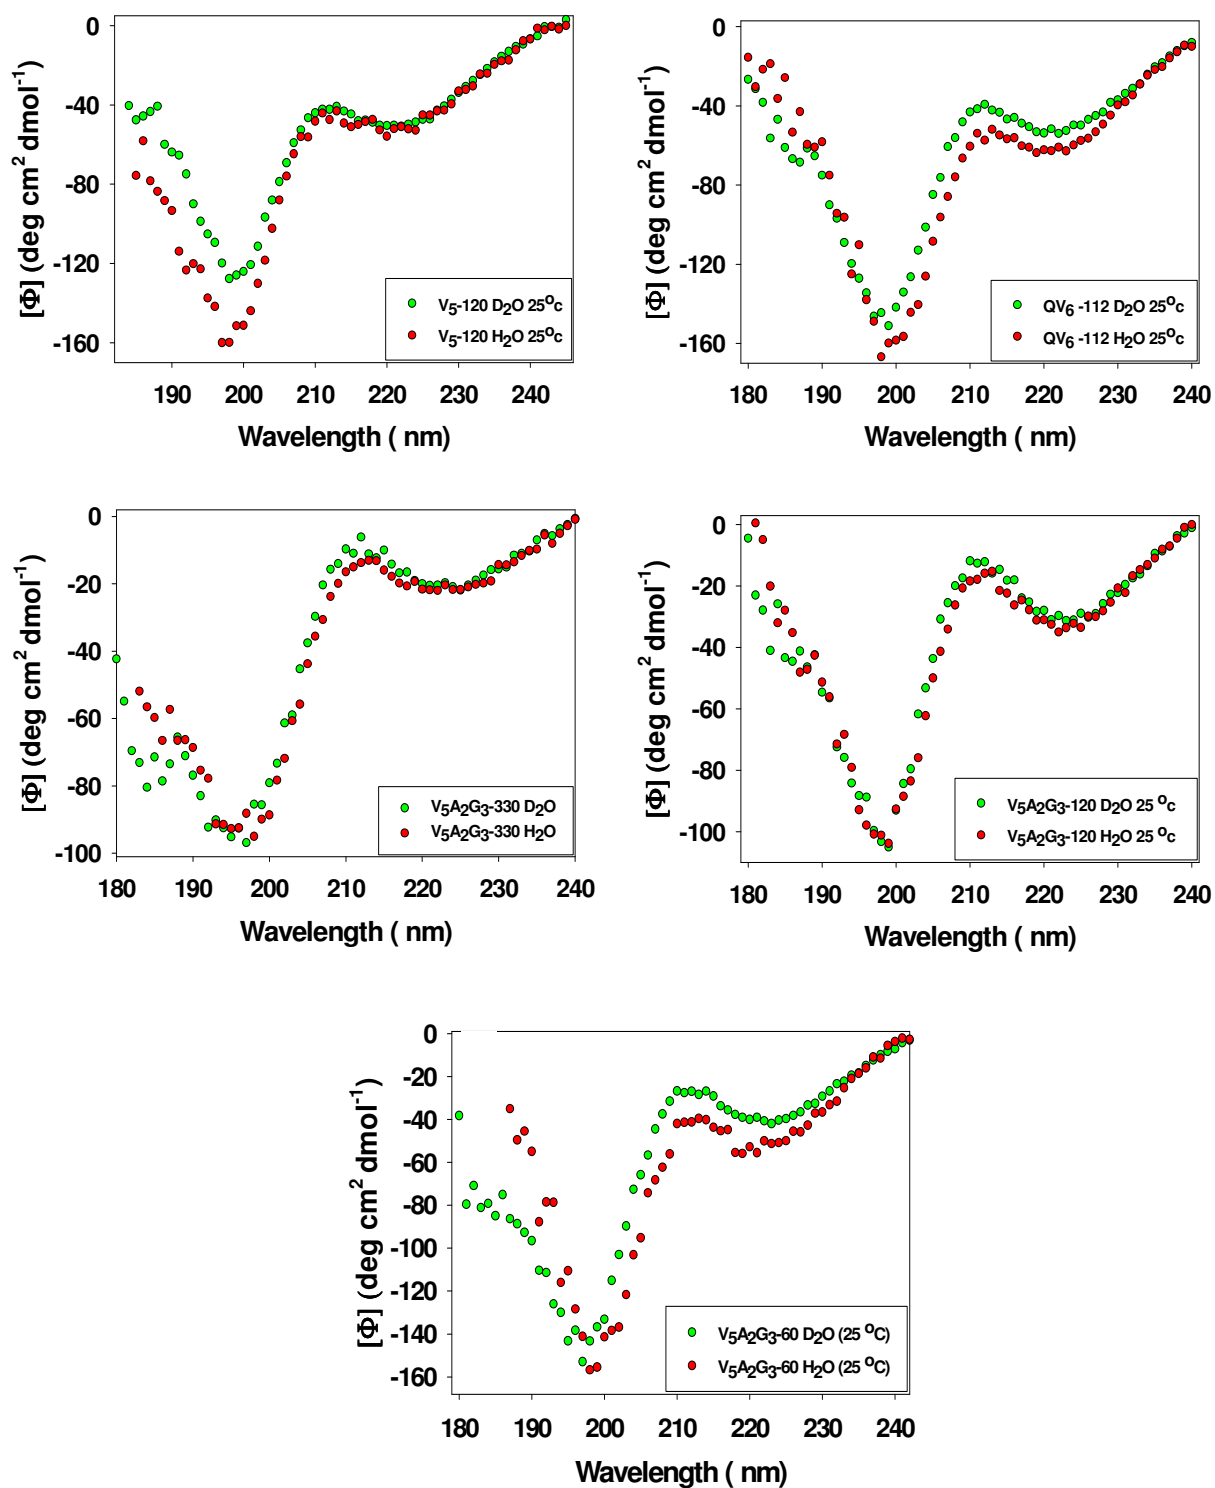 [Φ] (deg cm² dmol⁻¹)
0
-40
-80
-120
-160
V₅-120 D₂O 25ᴼc
V₅-120 H₂O 25ᴼc
190 200 210 220 230 240
Wavelength ( nm)
[Φ] (deg cm² dmol⁻¹)
0
-40
-80
-120
-160
QV₆ -112 D₂O 25ᴼc
QV₆ -112 H₂O 25ᴼc
180 190 200 210 220 230 240
Wavelength ( nm)
[Φ] (deg cm² dmol⁻¹)
0
-20
-40
-60
-80
-100
V₅A₂G₃-330 D₂O
V₅A₂G₃-330 H₂O
180 190 200 210 220 230 240
Wavelength ( nm)
[Φ] (deg cm² dmol⁻¹)
0
-20
-40
-60
-80
-100
V₅A₂G₃-120 D₂O 25 ᴼc
V₅A₂G₃-120 H₂O 25 ᴼc
180 190 200 210 220 230 240
Wavelength ( nm)
[Φ] (deg cm² dmol⁻¹)
0
-20
-40
-60
-80
-100
-120
-140
-160
V₅A₂G₃-60 D₂O (25 ᴼC)
V₅A₂G₃-60 H₂O (25 ᴼC)
180 190 200 210 220 230 240
Wavelength ( nm)